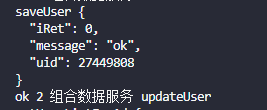 saveUser {
  "iRet": 0,
  "message": "ok",
  "uid": 27449808
}
ok 2 组合数据服务 updateUser